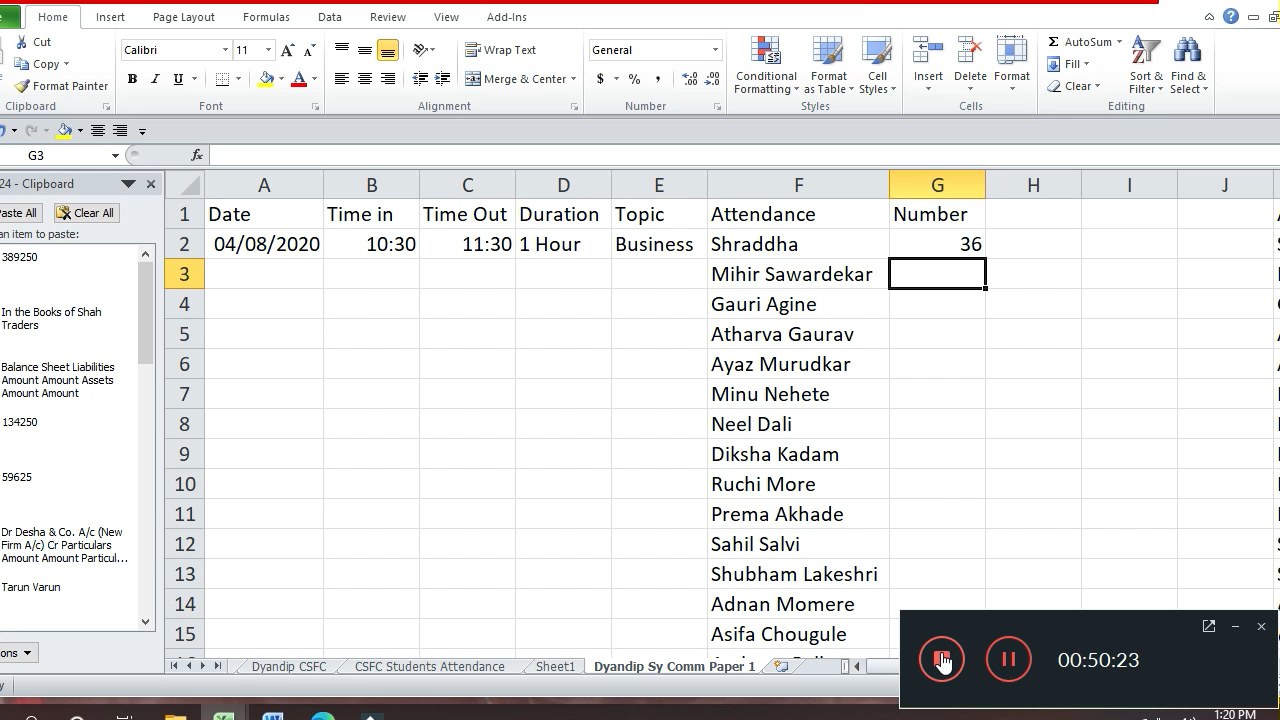 Home Insert Page Layout Formulas Data Review View Add-Ins
Cut
Copy
Format Painter
Calibri 11
B I U
Wrap Text
Merge & Center
General
$ % ,
Conditional Formatting
Format as Table
Cell Styles
Insert
Delete
Format
AutoSum
Fill
Clear
Sort & Filter
Find & Select
Clipboard Font Alignment Number Styles Cells Editing
G3 fx
24 - Clipboard
Paste All Clear All
an item to paste:
389250
In the Books of Shah
Traders
Balance Sheet Liabilities
Amount Amount Assets
Amount Amount
134250
59625
Dr Desha & Co. A/c (New
Firm A/c) Cr Particulars
Amount Amount Particul...
Tarun Varun
ons
A B C D E F G H I J
1 Date Time in Time Out Duration Topic Attendance Number
2 04/08/2020 10:30 11:30 1 Hour Business Shraddha 36
3 Mihir Sawardekar
4 Gauri Agine
5 Atharva Gaurav
6 Ayaz Murudkar
7 Minu Nehete
8 Neel Dali
9 Diksha Kadam
10 Ruchi More
11 Prema Akhade
12 Sahil Salvi
13 Shubham Lakeshri
14 Adnan Momere
15 Asifa Chougule
Dyandip CSFC CSFC Students Attendance Sheet1 Dyandip Sy Comm Paper 1
00:50:23
1:20 PM